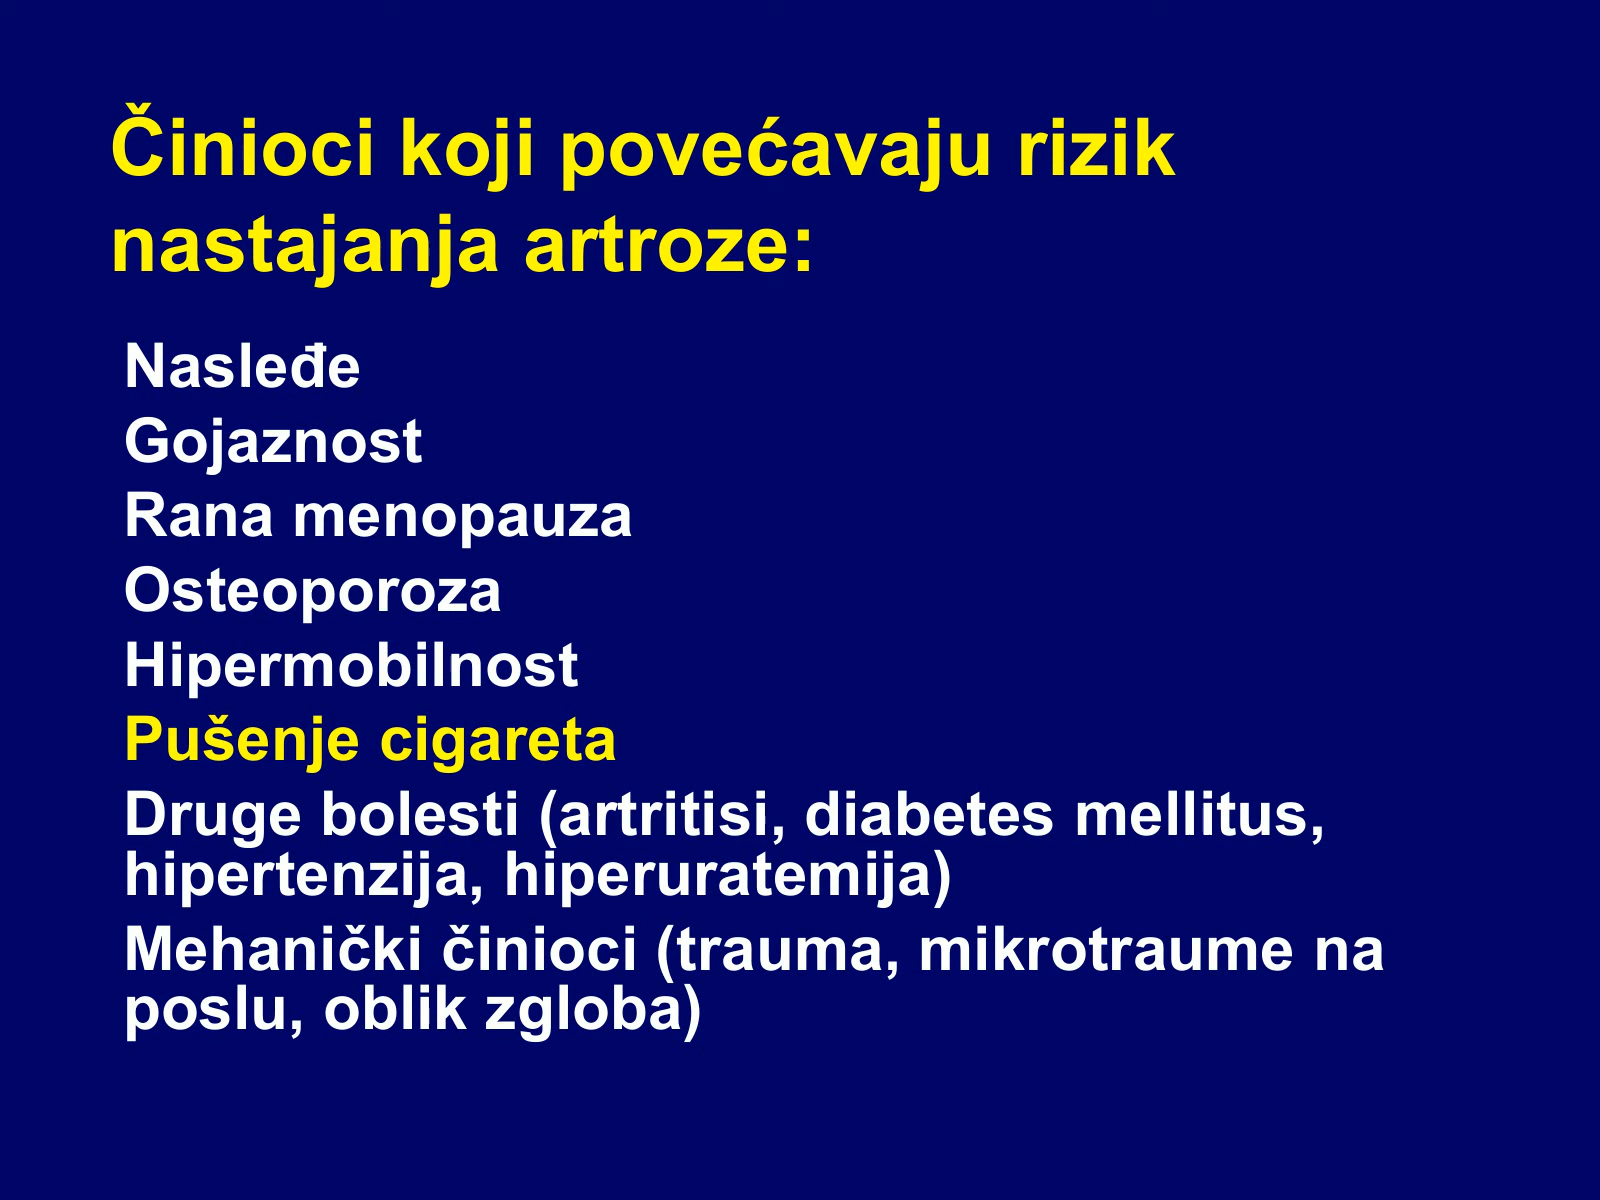 Činioci koji povećavaju rizik
nastajanja artroze:
Nasleđe
Gojaznost
Rana menopauza
Osteoporoza
Hipermobilnost
Pušenje cigareta
Druge bolesti (artritisi, diabetes mellitus,
hipertenzija, hiperuratemija)
Mehanički činioci (trauma, mikrotraume na
poslu, oblik zgloba)